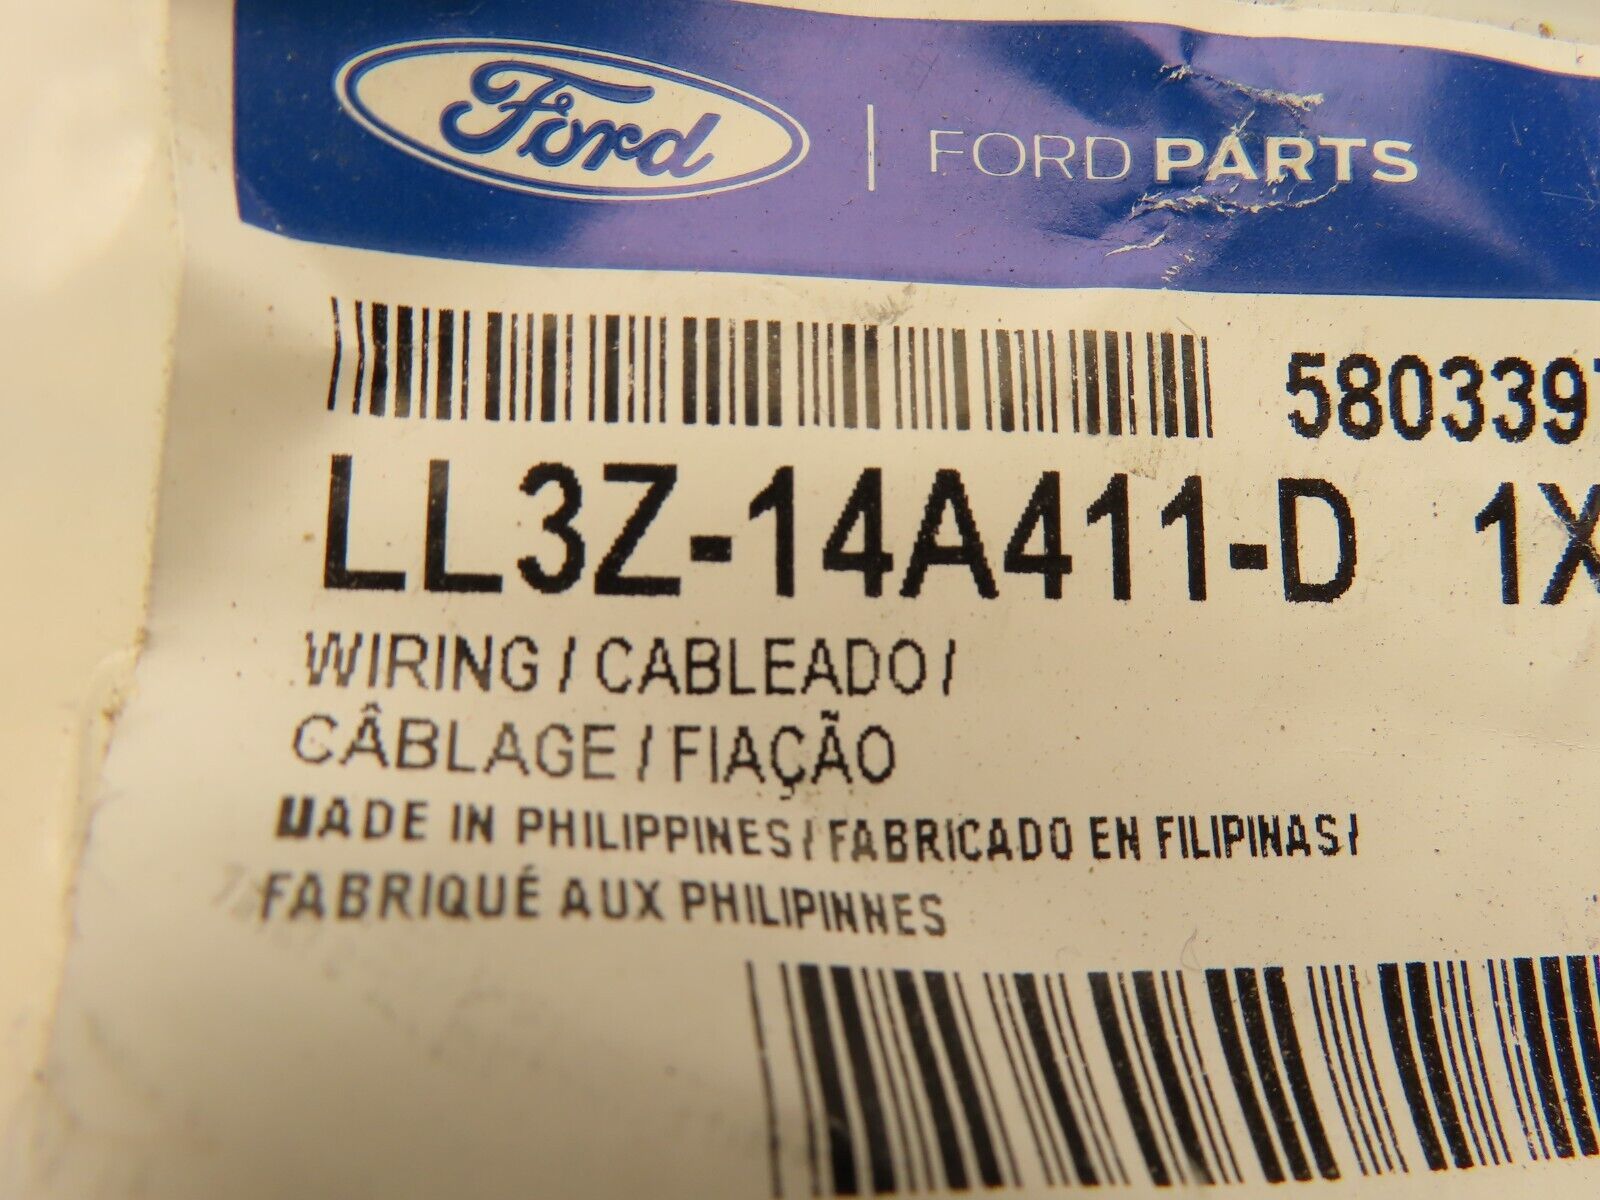 Ford | FORD PARTS
580339
LL3Z-14A411-D 1X
WIRING / CABLEADO /
CÂBLAGE / FIAÇÃO
MADE IN PHILIPPINES / FABRICADO EN FILIPINAS /
FABRIQUÉ AUX PHILIPINNES